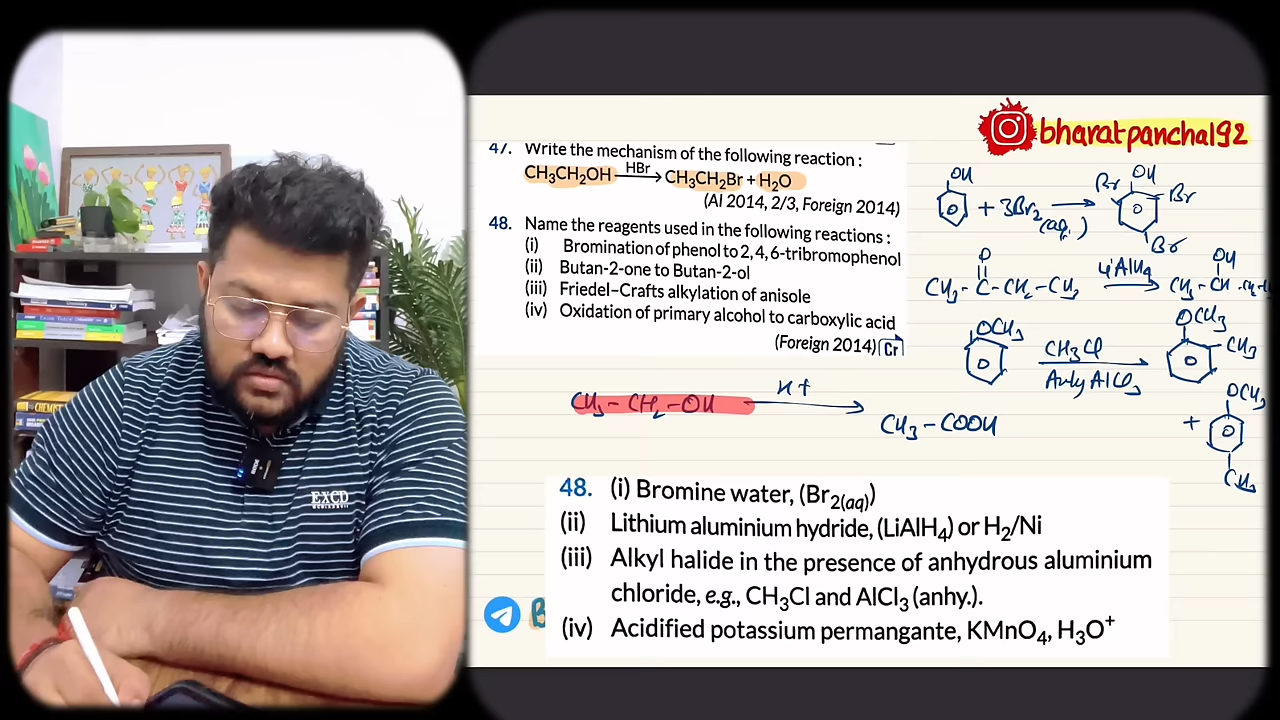 bharatpanchal92
47. Write the mechanism of the following reaction :
CH₃CH₂OH HBr→ CH₃CH₂Br + H₂O
(AI 2014, 2/3, Foreign 2014)
48. Name the reagents used in the following reactions :
(i) Bromination of phenol to 2,4,6-tribromophenol
(ii) Butan-2-one to Butan-2-ol
(iii) Friedel–Crafts alkylation of anisole
(iv) Oxidation of primary alcohol to carboxylic acid
(Foreign 2014) Cr
OH + 3Br₂ (aq.) → OH Br Br Br
CH₃-C-CH₂-CH₃ O LiAlH₄ → OH CH₃-CH
OCH₃ CH₃Cl Anhy AlCl₃ → OCH₃ CH₃
+ OCH₃ CH₃
CH₃-CH₂-OH →
CH₃-COOH
48. (i) Bromine water, (Br₂₍aq₎)
(ii) Lithium aluminium hydride, (LiAlH₄) or H₂/Ni
(iii) Alkyl halide in the presence of anhydrous aluminium
chloride, e.g., CH₃Cl and AlCl₃ (anhy.).
(iv) Acidified potassium permangante, KMnO₄, H₃O⁺
EXCD